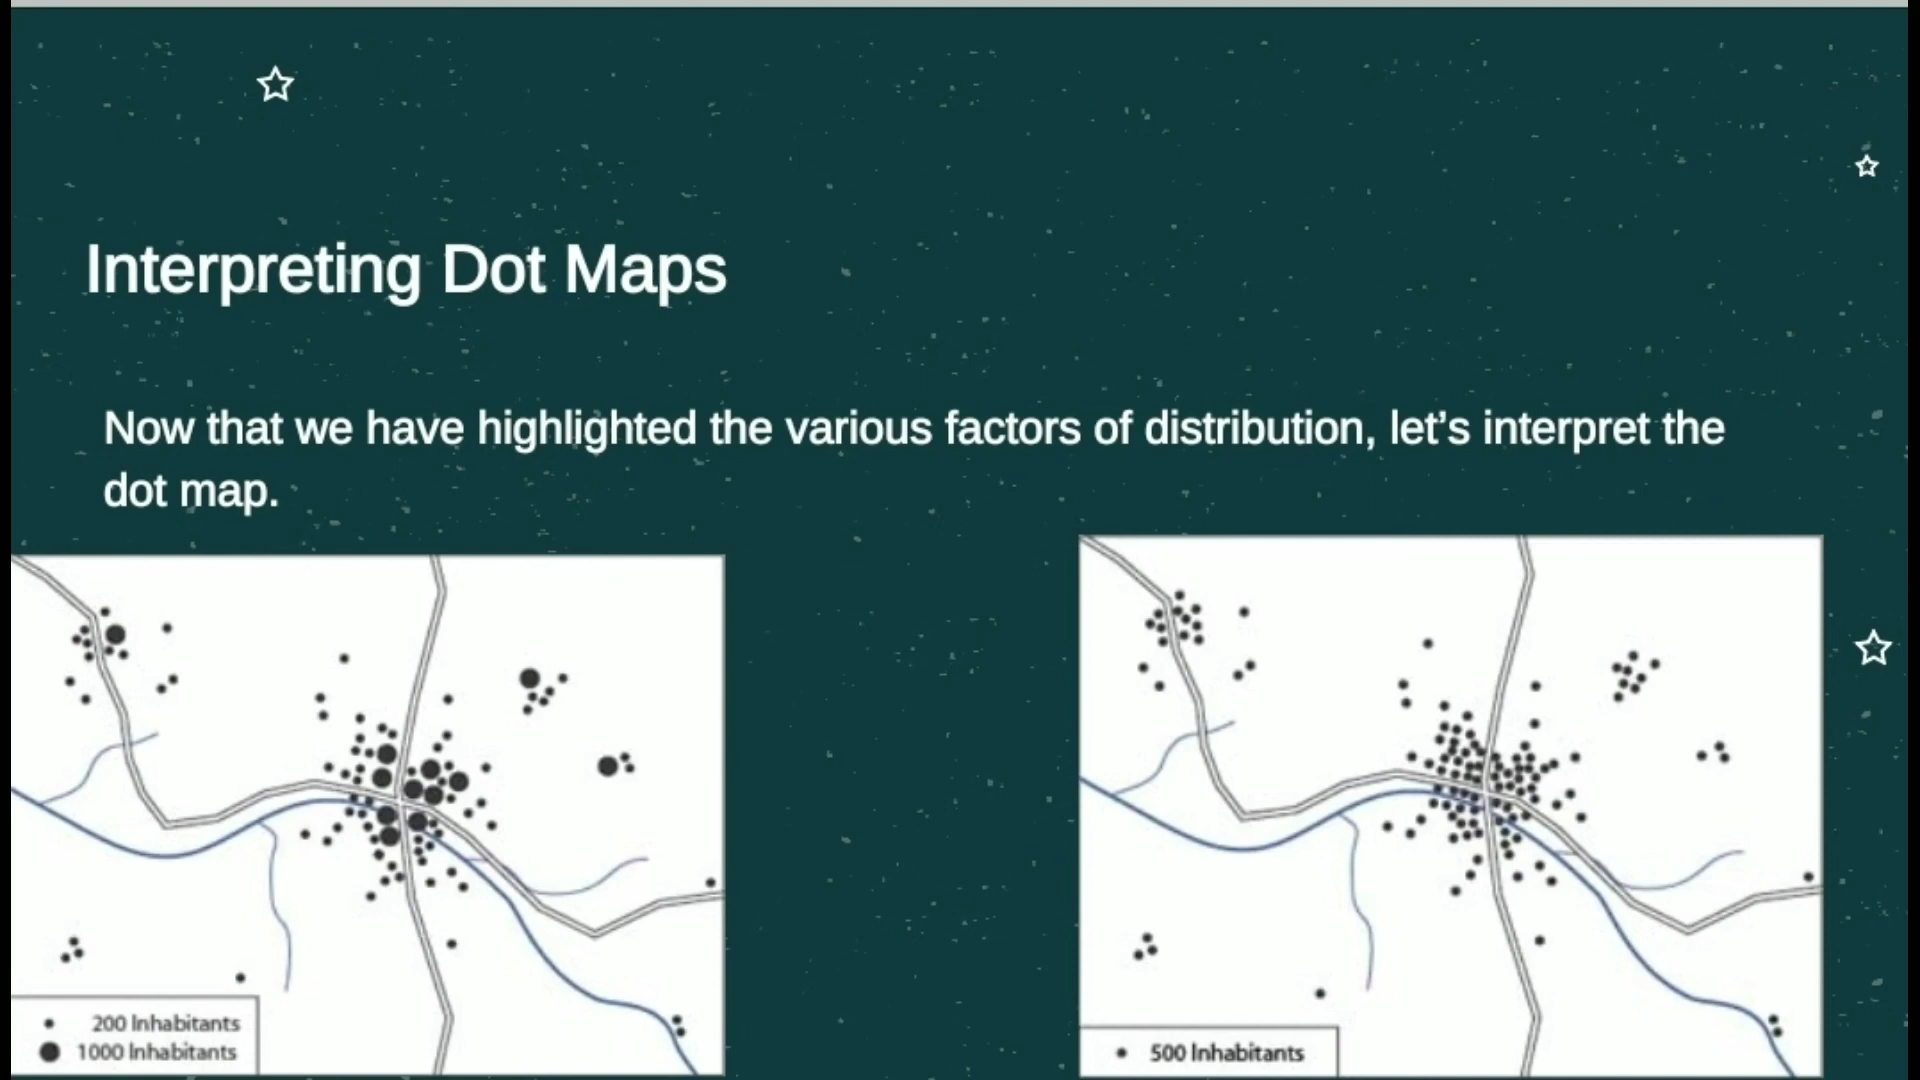 Interpreting Dot Maps
Now that we have highlighted the various factors of distribution, let’s interpret the
dot map.
200 Inhabitants
1000 Inhabitants
500 Inhabitants